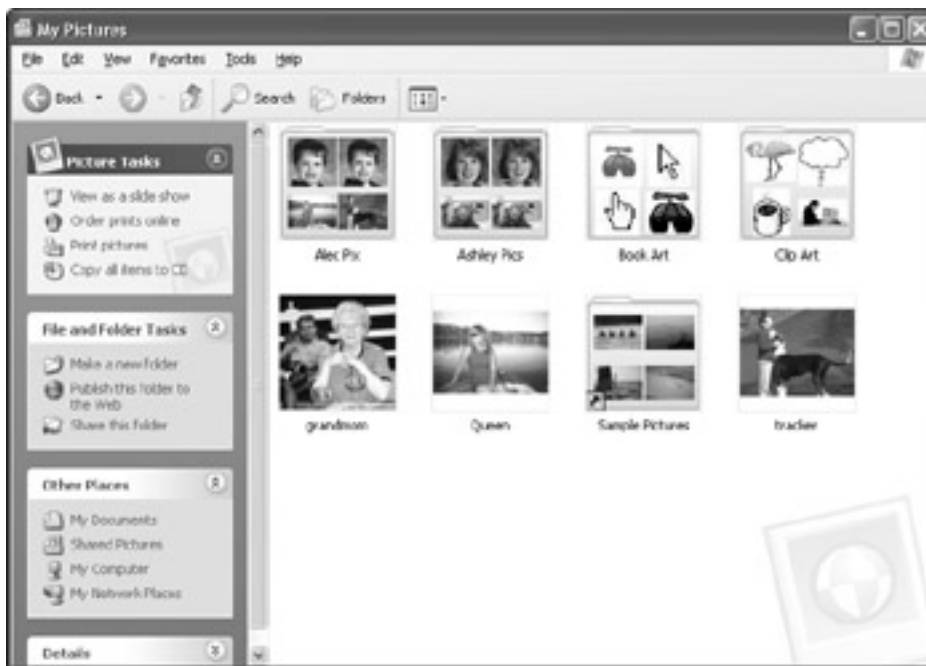 My Pictures
File Edit View Favorites Tools Help
Back Search Folders
Picture Tasks
View as a slide show
Order prints online
Print pictures
Copy all items to CD
File and Folder Tasks
Make a new folder
Publish this folder to
the Web
Share this folder
Other Places
My Documents
Shared Pictures
My Computer
My Network Places
Details
Alec Pix Ashley Pics Book Art Clip Art
grandmom Queen Sample Pictures tracker